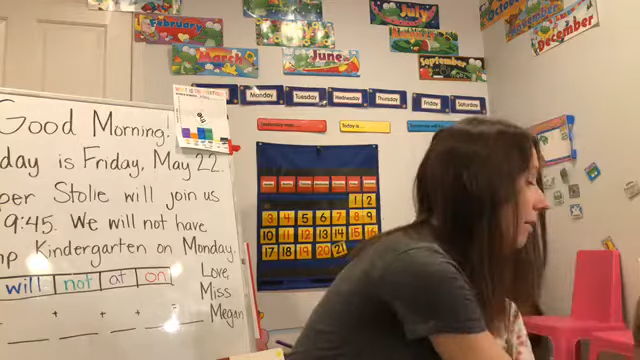 February
March
June
July
September
December
Monday
Tuesday
Wednesday
Thursday
Friday
Saturday
Today is...
Good Morning!
day is Friday, May 22.
per Stolie will join us
9:45. We will not have
mp Kindergarten on Monday.
will not at on
Love,
Miss
Megan
1 2
3 4 5 6 7 8 9
10 11 12 13 14 15 16
17 18 19 20 21